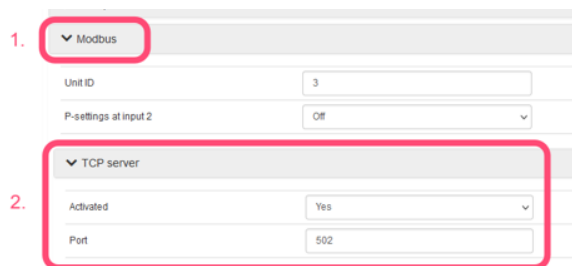 1.
Modbus
Unit ID 3
P-settings at input 2 Off
2.
TCP server
Activated Yes
Port 502